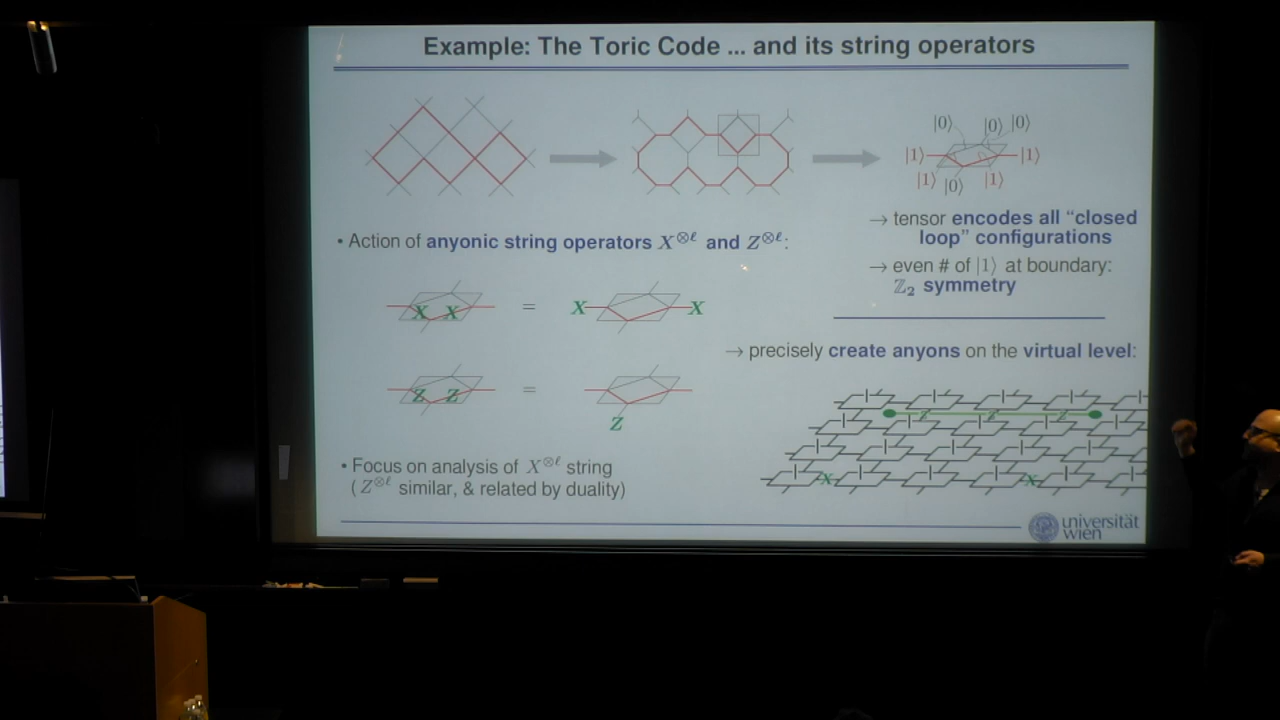 Example: The Toric Code ... and its string operators
|0⟩ |0⟩ |0⟩
|1⟩ |1⟩
|1⟩ |0⟩ |1⟩
→ tensor encodes all “closed
loop” configurations
• Action of anyonic string operators X^{⊗ℓ} and Z^{⊗ℓ}:
→ even # of |1⟩ at boundary:
ℤ₂ symmetry
X X = X X
→ precisely create anyons on the virtual level:
Z Z = Z
Z Z Z
• Focus on analysis of X^{⊗ℓ} string
( Z^{⊗ℓ} similar, & related by duality)
X X
universität
wien